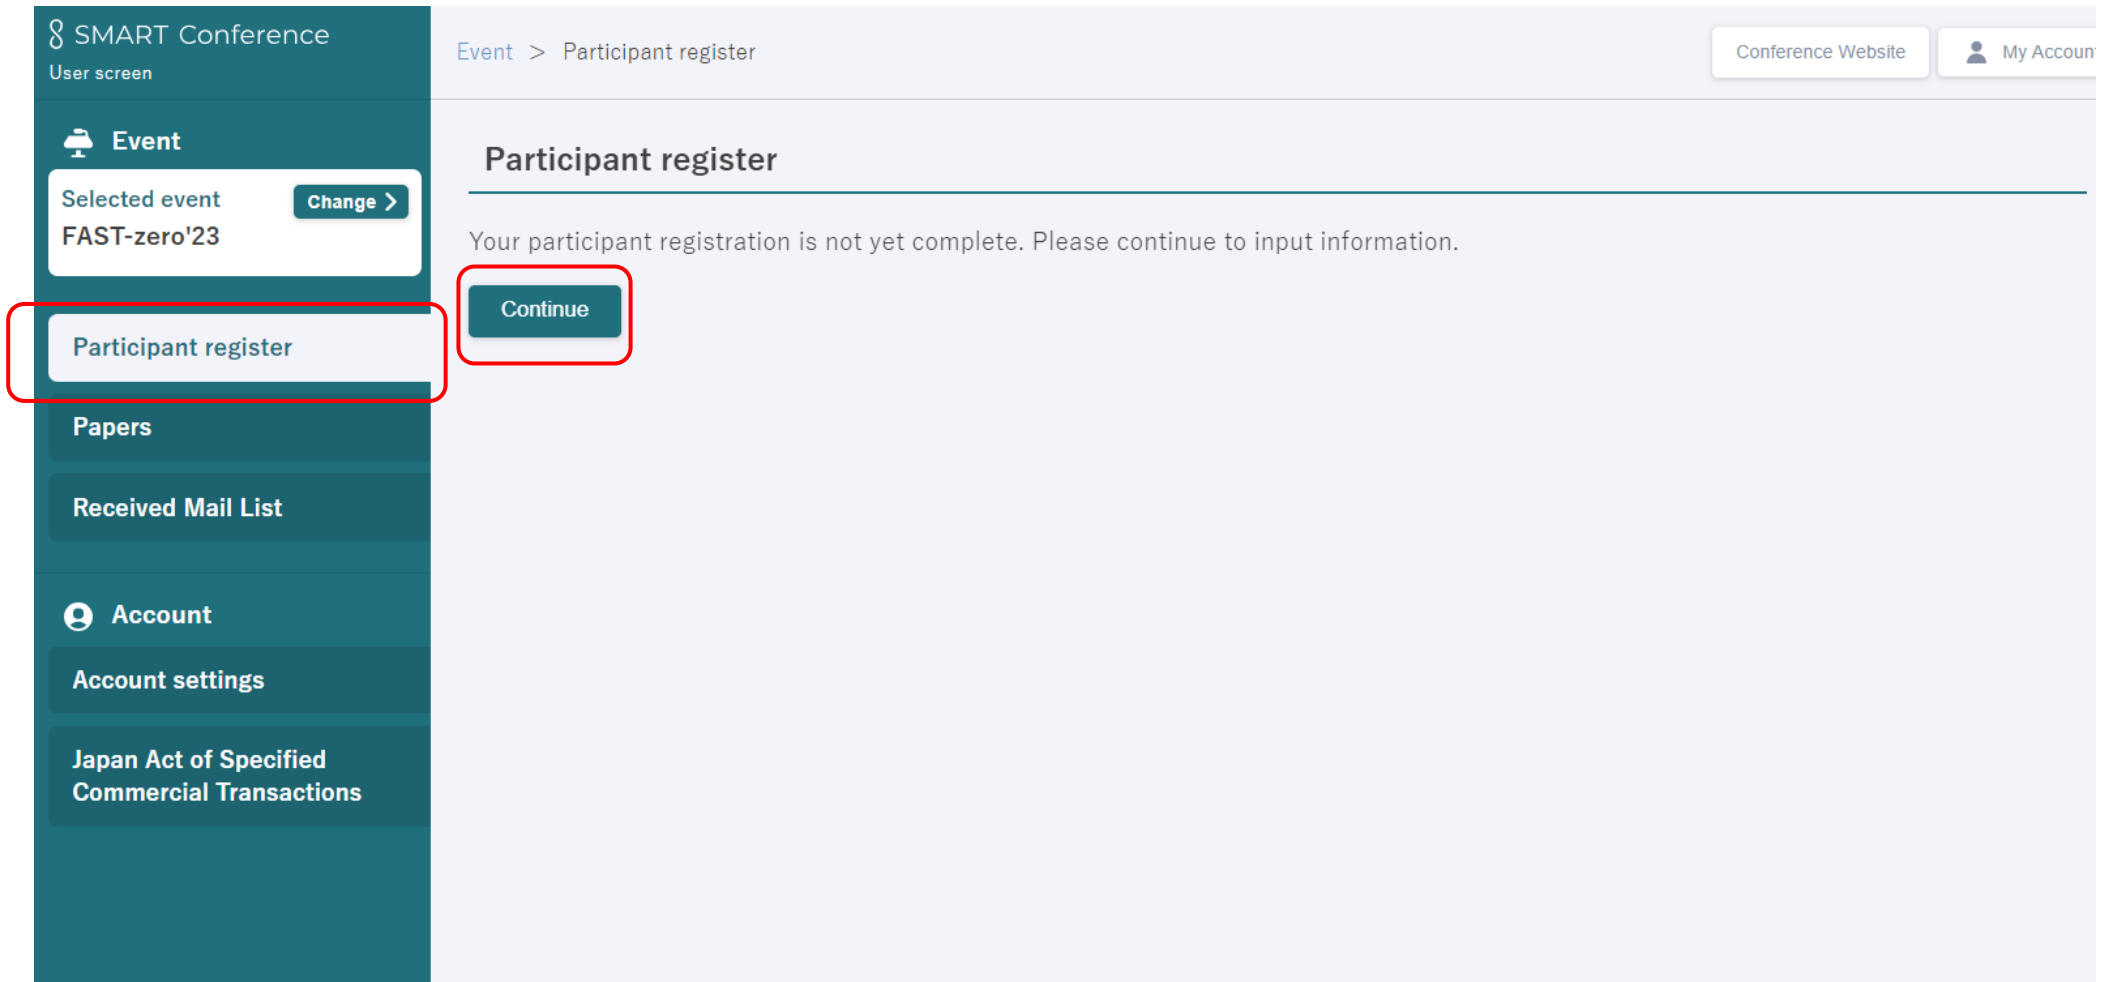 SMART Conference
User screen
Event > Participant register
Conference Website
My Accoun
Event
Selected event
Change >
FAST-zero'23
Participant register
Papers
Received Mail List
Account
Account settings
Japan Act of Specified
Commercial Transactions
Participant register
Your participant registration is not yet complete. Please continue to input information.
Continue